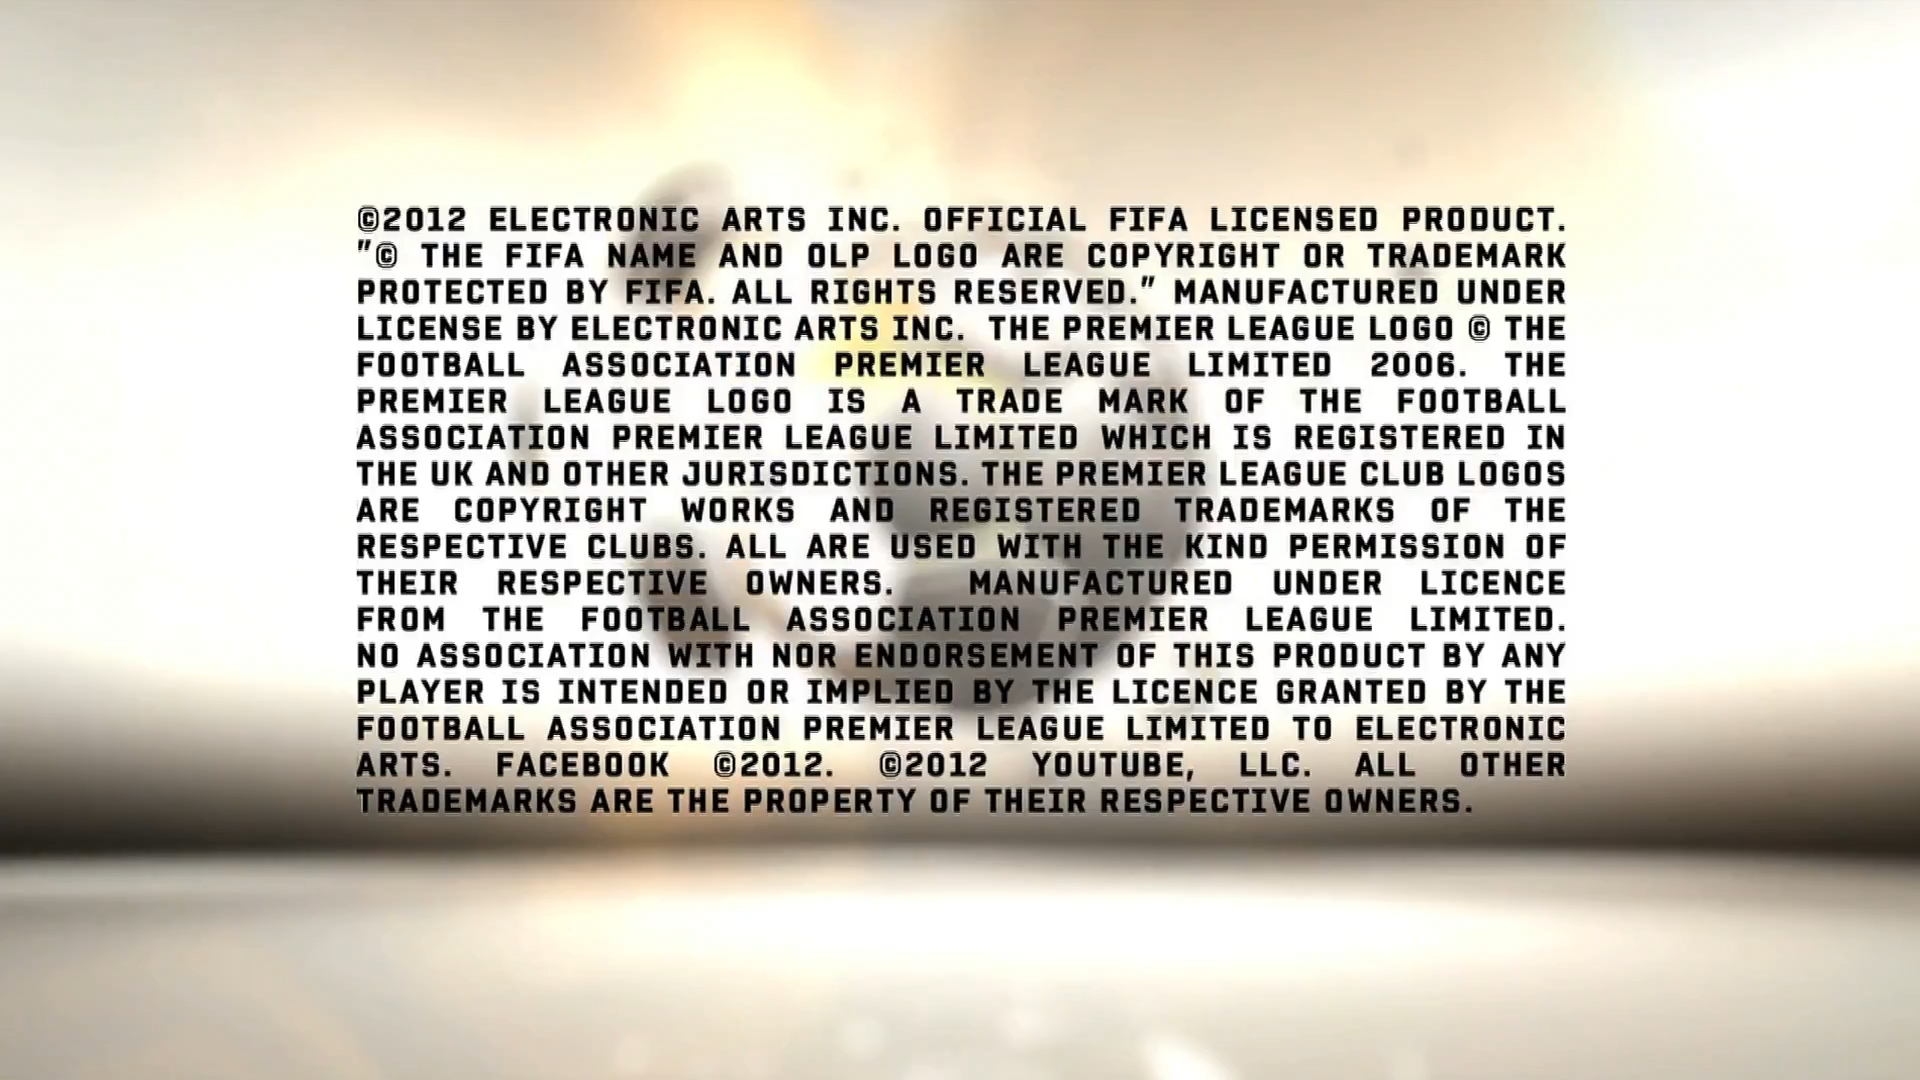 ©2012 ELECTRONIC ARTS INC. OFFICIAL FIFA LICENSED PRODUCT.
"© THE FIFA NAME AND OLP LOGO ARE COPYRIGHT OR TRADEMARK
PROTECTED BY FIFA. ALL RIGHTS RESERVED." MANUFACTURED UNDER
LICENSE BY ELECTRONIC ARTS INC. THE PREMIER LEAGUE LOGO © THE
FOOTBALL ASSOCIATION PREMIER LEAGUE LIMITED 2006. THE
PREMIER LEAGUE LOGO IS A TRADE MARK OF THE FOOTBALL
ASSOCIATION PREMIER LEAGUE LIMITED WHICH IS REGISTERED IN
THE UK AND OTHER JURISDICTIONS. THE PREMIER LEAGUE CLUB LOGOS
ARE COPYRIGHT WORKS AND REGISTERED TRADEMARKS OF THE
RESPECTIVE CLUBS. ALL ARE USED WITH THE KIND PERMISSION OF
THEIR RESPECTIVE OWNERS. MANUFACTURED UNDER LICENCE
FROM THE FOOTBALL ASSOCIATION PREMIER LEAGUE LIMITED.
NO ASSOCIATION WITH NOR ENDORSEMENT OF THIS PRODUCT BY ANY
PLAYER IS INTENDED OR IMPLIED BY THE LICENCE GRANTED BY THE
FOOTBALL ASSOCIATION PREMIER LEAGUE LIMITED TO ELECTRONIC
ARTS. FACEBOOK ©2012. ©2012 YOUTUBE, LLC. ALL OTHER
TRADEMARKS ARE THE PROPERTY OF THEIR RESPECTIVE OWNERS.